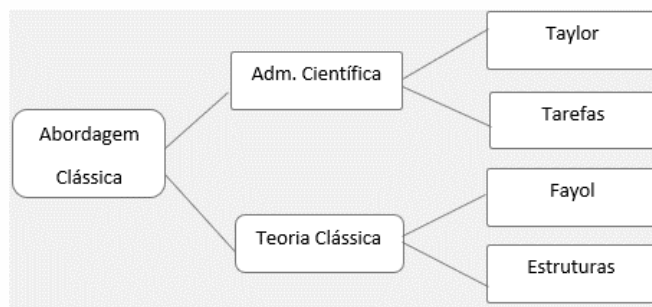 Abordagem
Clássica
Adm. Científica
Taylor
Tarefas
Teoria Clássica
Fayol
Estruturas